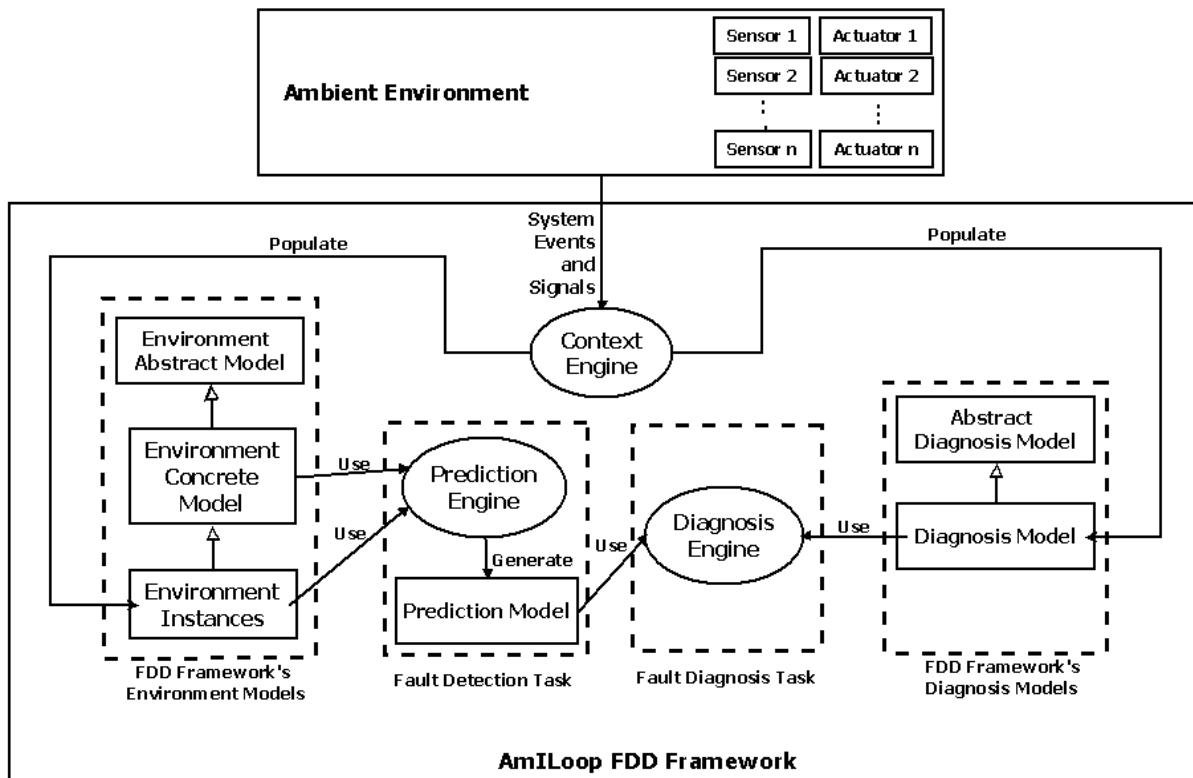 Sensor 1
Actuator 1
Ambient Environment
Sensor 2
Actuator 2
Sensor n
Actuator n
System
Events
and
Signals
Populate
Populate
Context
Engine
Environment
Abstract Model
Environment
Concrete
Model
Environment
Instances
FDD Framework's
Environment Models
Use
Use
Prediction
Engine
Generate
Prediction Model
Fault Detection Task
Use
Diagnosis
Engine
Fault Diagnosis Task
Use
Abstract
Diagnosis Model
Diagnosis Model
FDD Framework's
Diagnosis Models
AmILoop FDD Framework